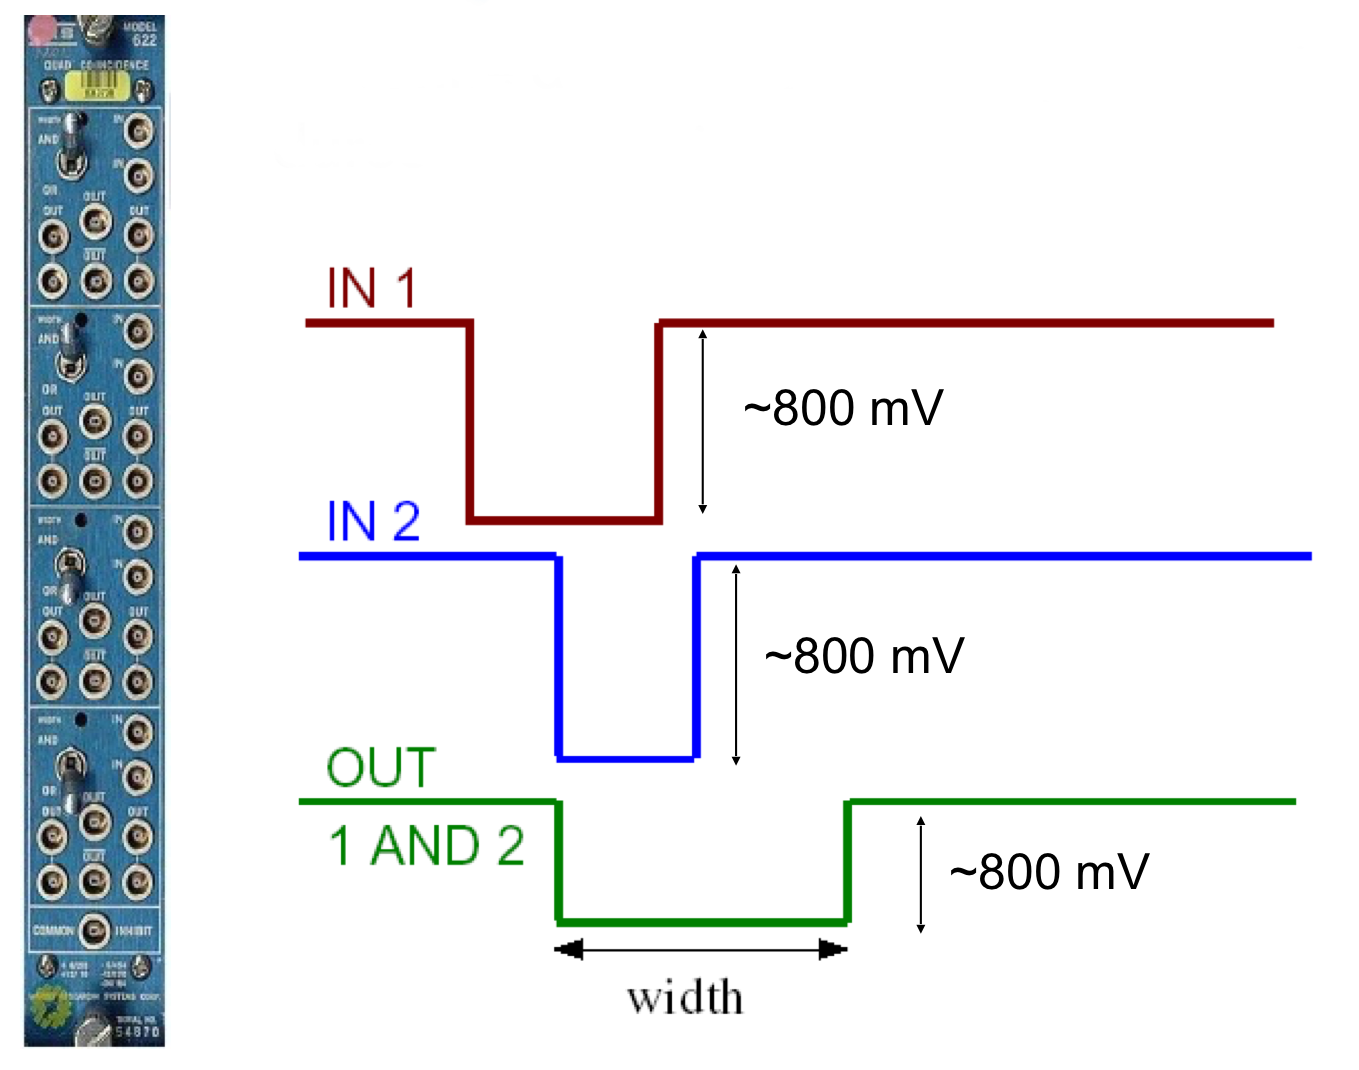 MODEL
622
QUAD COINCIDENCE
WIDTH
IN
AND
IN
OR
OUT
OUT
OUT
OUT
WIDTH
IN
AND
IN
OR
OUT
OUT
OUT
OUT
WIDTH
IN
AND
IN
OR
OUT
OUT
OUT
OUT
WIDTH
IN
AND
IN
OR
OUT
OUT
OUT
OUT
COMMON INHIBIT
RESEARCH SYSTEMS CORP.
SERIAL NO.
54870
IN 1
~800 mV
IN 2
~800 mV
OUT
1 AND 2
~800 mV
width